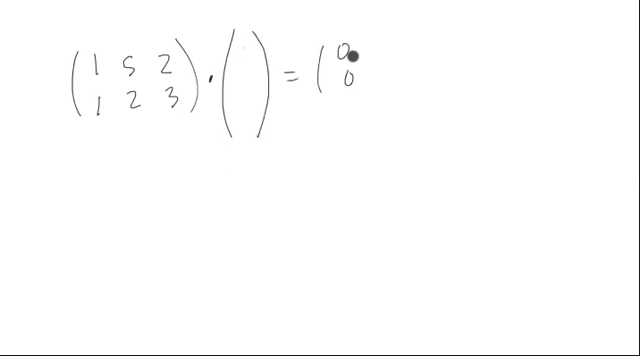 ( 1 5 2 ) · ( ) = ( 0
( 1 2 3 ) 0